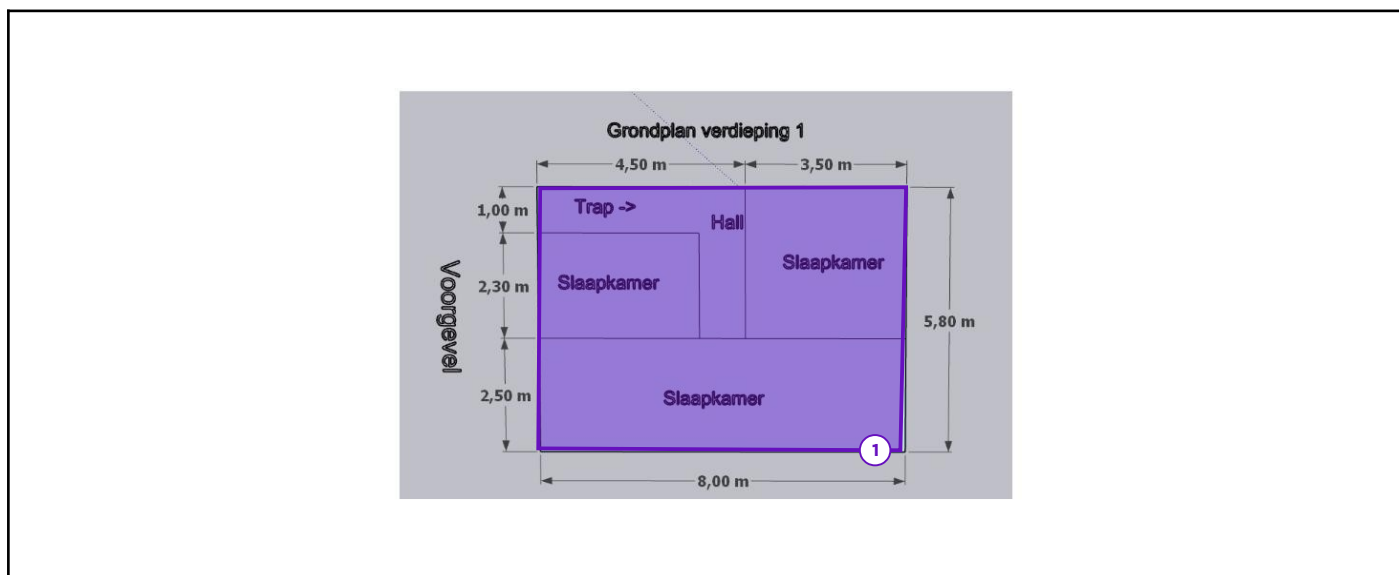 Grondplan verdieping 1
4,50 m
3,50 m
1,00 m
Trap ->
Hall
Slaapkamer
2,30 m
Slaapkamer
Voorgevel
5,80 m
2,50 m
Slaapkamer
1
8,00 m